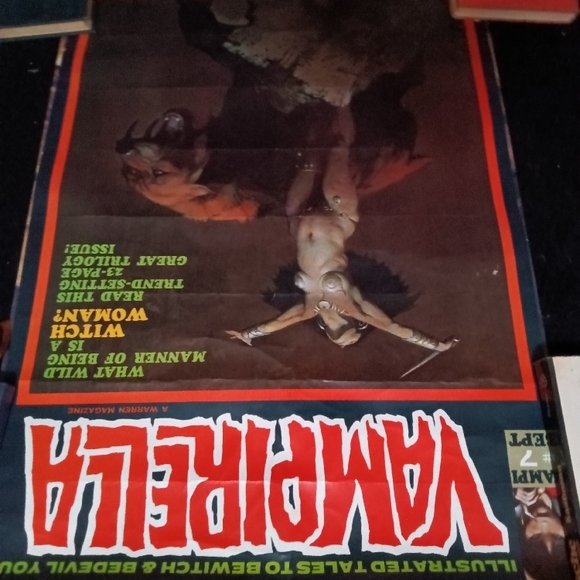 ILLUSTRATED TALES TO BEWITCH & BEDEVIL YOU
VAMPI
# 7
SEPT
VAMPIRELLA
A WARREN MAGAZINE
WHAT WILD
MANNER OF BEING
IS A
WITCH
WOMAN?
READ THIS
TREND-SETTING
23-PAGE
GREAT TRILOGY
ISSUE!